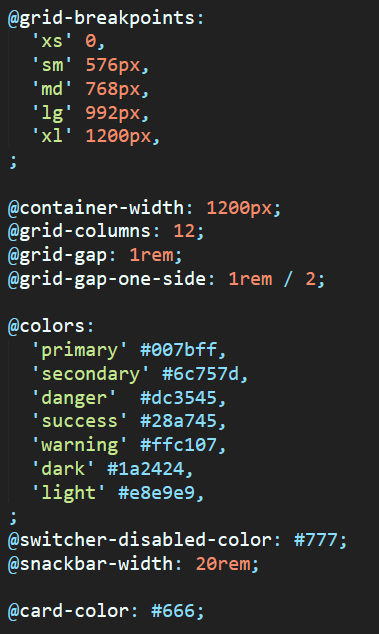 @grid-breakpoints:
'xs' 0,
'sm' 576px,
'md' 768px,
'lg' 992px,
'xl' 1200px,
;
@container-width: 1200px;
@grid-columns: 12;
@grid-gap: 1rem;
@grid-gap-one-side: 1rem / 2;
@colors:
'primary' #007bff,
'secondary' #6c757d,
'danger'  #dc3545,
'success' #28a745,
'warning' #ffc107,
'dark' #1a2424,
'light' #e8e9e9,
;
@switcher-disabled-color: #777;
@snackbar-width: 20rem;
@card-color: #666;